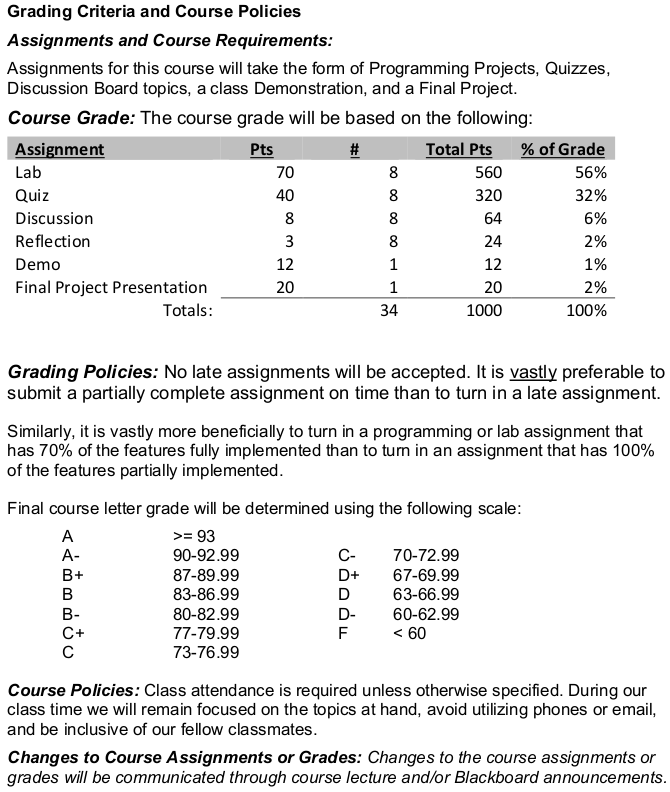 Grading Criteria and Course Policies
Assignments and Course Requirements:
Assignments for this course will take the form of Programming Projects, Quizzes,
Discussion Board topics, a class Demonstration, and a Final Project.
Course Grade: The course grade will be based on the following:
Assignment Pts # Total Pts % of Grade
Lab 70 8 560 56%
Quiz 40 8 320 32%
Discussion 8 8 64 6%
Reflection 3 8 24 2%
Demo 12 1 12 1%
Final Project Presentation 20 1 20 2%
Totals: 34 1000 100%
Grading Policies: No late assignments will be accepted. It is vastly preferable to
submit a partially complete assignment on time than to turn in a late assignment.
Similarly, it is vastly more beneficially to turn in a programming or lab assignment that
has 70% of the features fully implemented than to turn in an assignment that has 100%
of the features partially implemented.
Final course letter grade will be determined using the following scale:
A >= 93
A- 90-92.99 C- 70-72.99
B+ 87-89.99 D+ 67-69.99
B 83-86.99 D 63-66.99
B- 80-82.99 D- 60-62.99
C+ 77-79.99 F < 60
C 73-76.99
Course Policies: Class attendance is required unless otherwise specified. During our
class time we will remain focused on the topics at hand, avoid utilizing phones or email,
and be inclusive of our fellow classmates.
Changes to Course Assignments or Grades: Changes to the course assignments or
grades will be communicated through course lecture and/or Blackboard announcements.